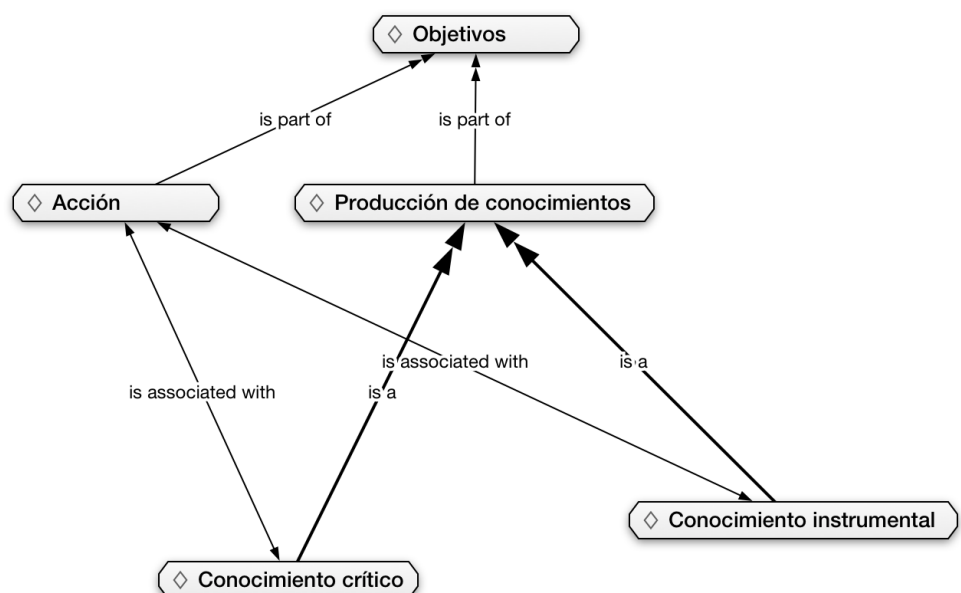 Objetivos
is part of
is part of
Acción
Producción de conocimientos
is associated with
is a
is associated with
is a
Conocimiento instrumental
Conocimiento crítico